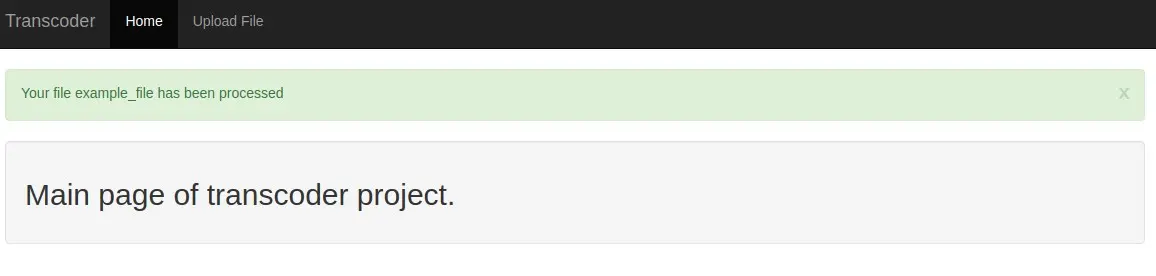 Transcoder Home Upload File
Your file example_file has been processed x
Main page of transcoder project.